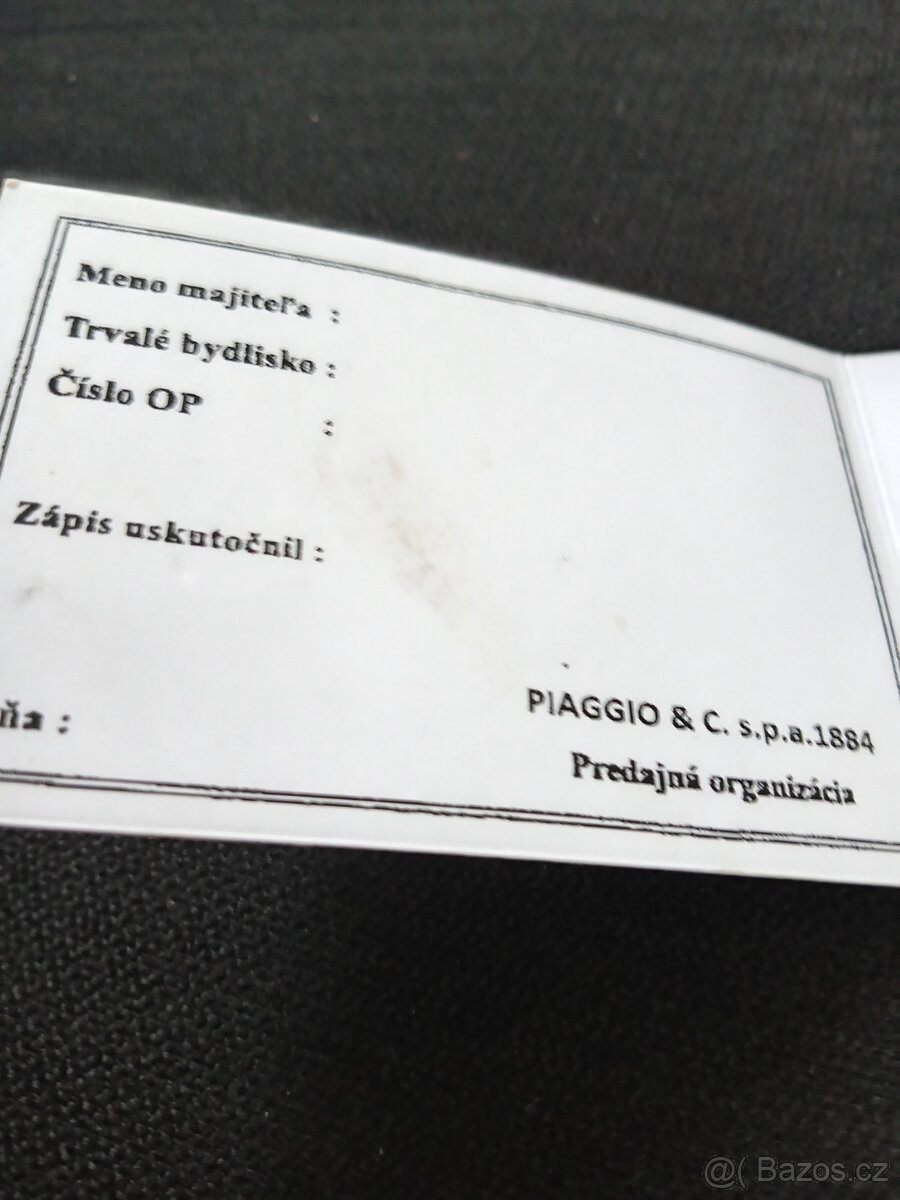 Meno majiteľa :
Trvalé bydlisko :
Číslo OP :
Zápis uskutočnil :
ňa :
PIAGGIO & C. s.p.a.1884
Predajná organizácia
@( Bazos.cz